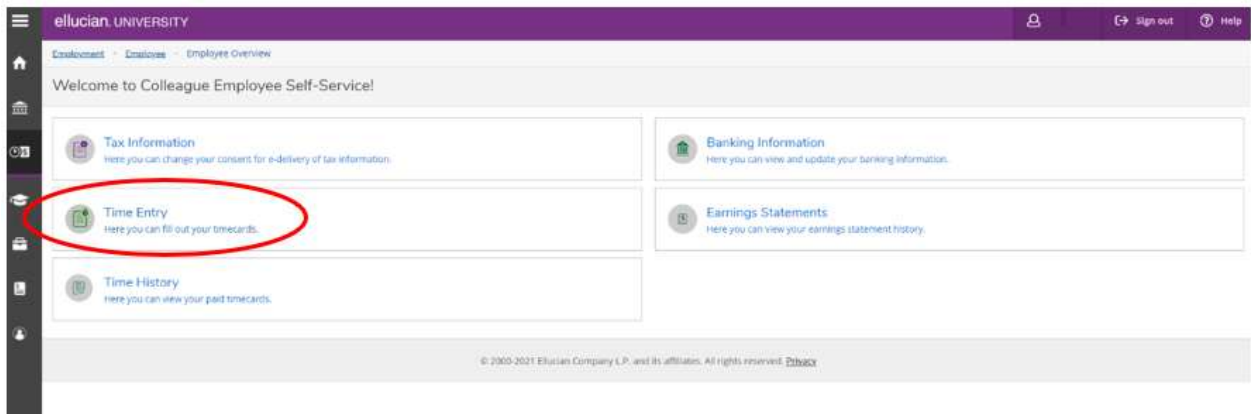 ellucian. UNIVERSITY
Sign out
Help
Employment · Employee · Employee Overview
Welcome to Colleague Employee Self-Service!
Tax Information
Here you can change your consent for e-delivery of tax information.
Banking Information
Here you can view and update your banking information.
Time Entry
Here you can fill out your timecards.
Earnings Statements
Here you can view your earnings statement history.
Time History
Here you can view your paid timecards.
© 2000-2021 Ellucian Company L.P. and its affiliates. All rights reserved. Privacy